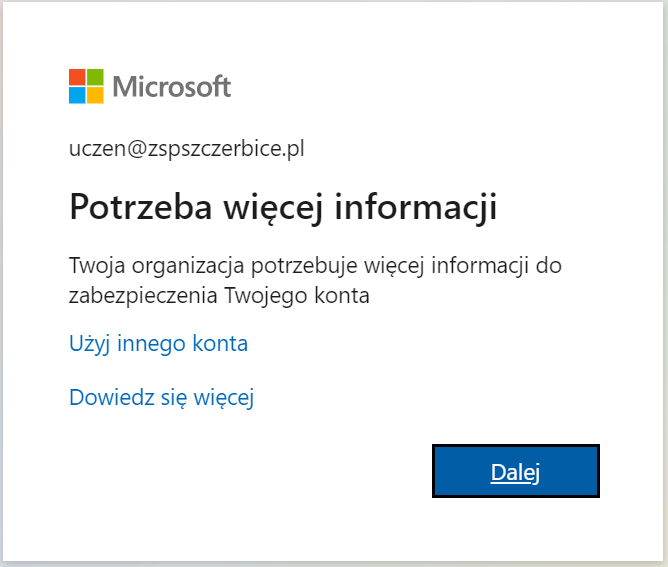 Microsoft
uczen@zspszczerbice.pl
Potrzeba więcej informacji
Twoja organizacja potrzebuje więcej informacji do
zabezpieczenia Twojego konta
Użyj innego konta
Dowiedz się więcej
Dalej